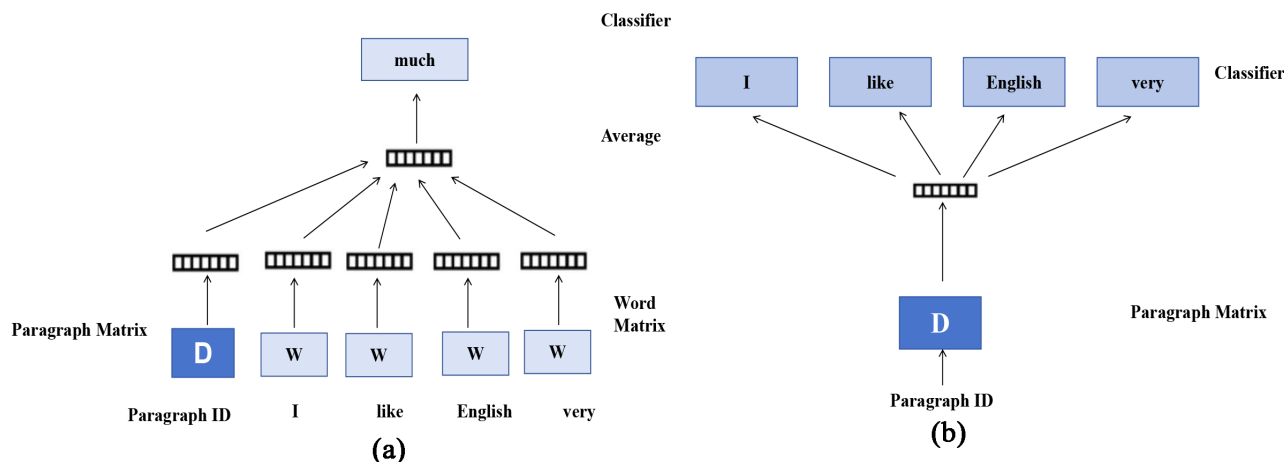 Classifier
much
Average
Paragraph Matrix
D
W
W
W
W
Word
Matrix
Paragraph ID
I
like
English
very
(a)
I
like
English
very
Classifier
D
Paragraph Matrix
Paragraph ID
(b)